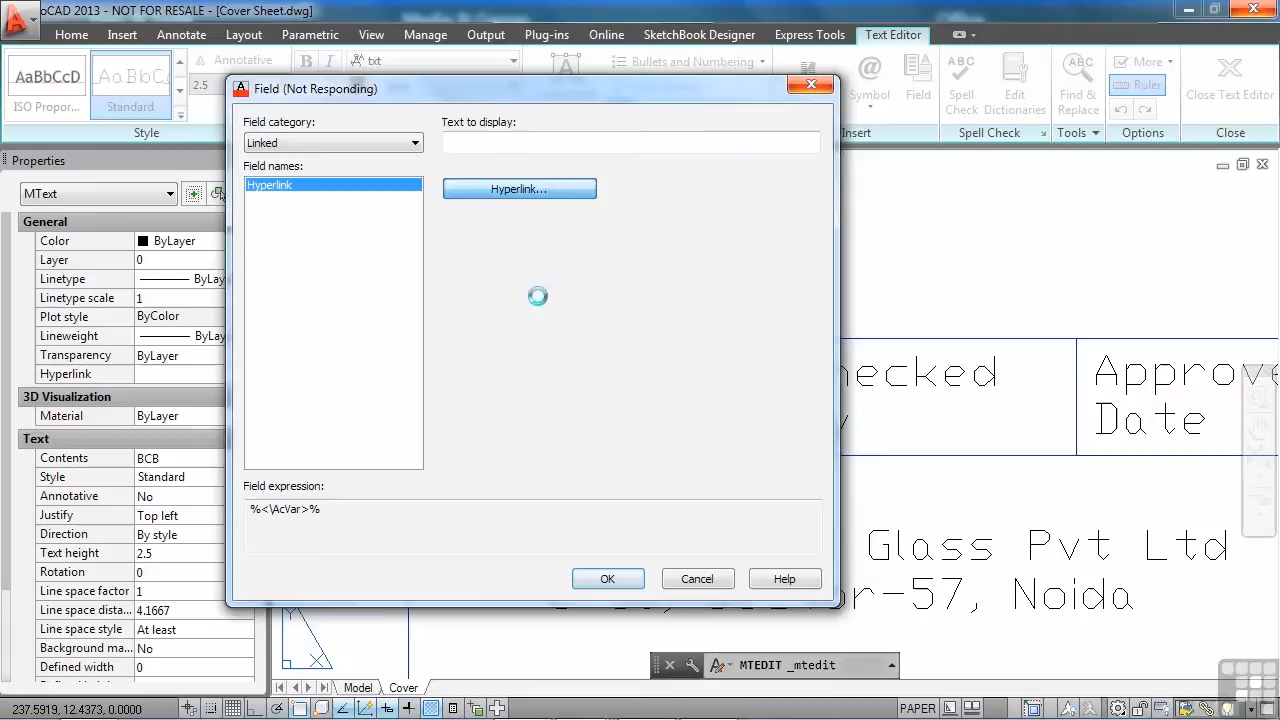 oCAD 2013 - NOT FOR RESALE - [Cover Sheet.dwg]
Home Insert Annotate Layout Parametric View Manage Output Plug-ins Online SketchBook Designer Express Tools Text Editor
AaBbCcD
ISO Propor...
AaBbC
Standard
Annotative
2.5
B I txt
Bullets and Numbering
Symbol
Field
Spell Check
Edit Dictionaries
Find & Replace
More
Ruler
Close Text Editor
Style
Insert
Spell Check
Tools
Options
Close
Properties
MText
General
Color ByLayer
Layer 0
Linetype ByLay
Linetype scale 1
Plot style ByColor
Lineweight ByLay
Transparency ByLayer
Hyperlink
3D Visualization
Material ByLayer
Text
Contents BCB
Style Standard
Annotative No
Justify Top left
Direction By style
Text height 2.5
Rotation 0
Line space factor 1
Line space dista... 4.1667
Line space style At least
Background ma... No
Defined width 0
Field (Not Responding)
Field category:
Linked
Field names:
Hyperlink
Text to display:
Hyperlink...
Field expression:
%<\AcVar>%
OK
Cancel
Help
hecked
Approve
Date
Glass Pvt Ltd
or-57, Noida
Y
X
MTEDIT _mtedit
Model Cover
237.5919, 12.4373, 0.0000
PAPER